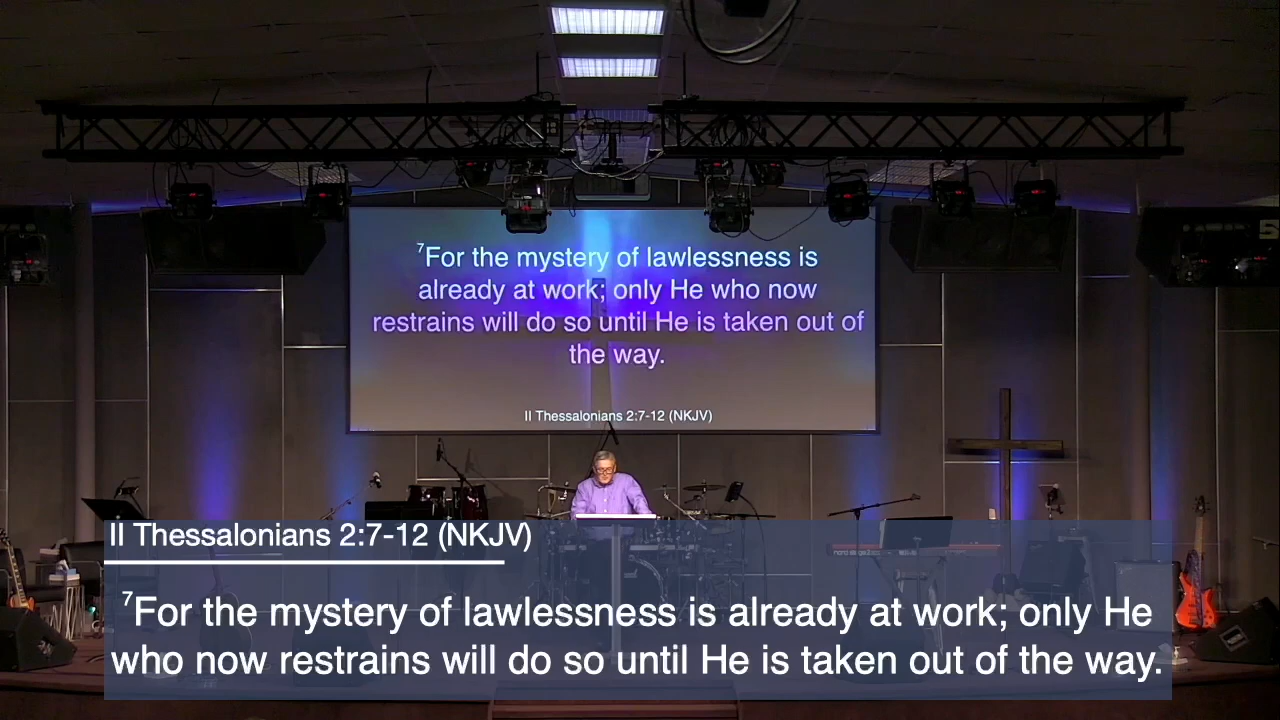 ⁷For the mystery of lawlessness is
already at work; only He who now
restrains will do so until He is taken out of
the way.
II Thessalonians 2:7-12 (NKJV)
II Thessalonians 2:7-12 (NKJV)
⁷For the mystery of lawlessness is already at work; only He
who now restrains will do so until He is taken out of the way.